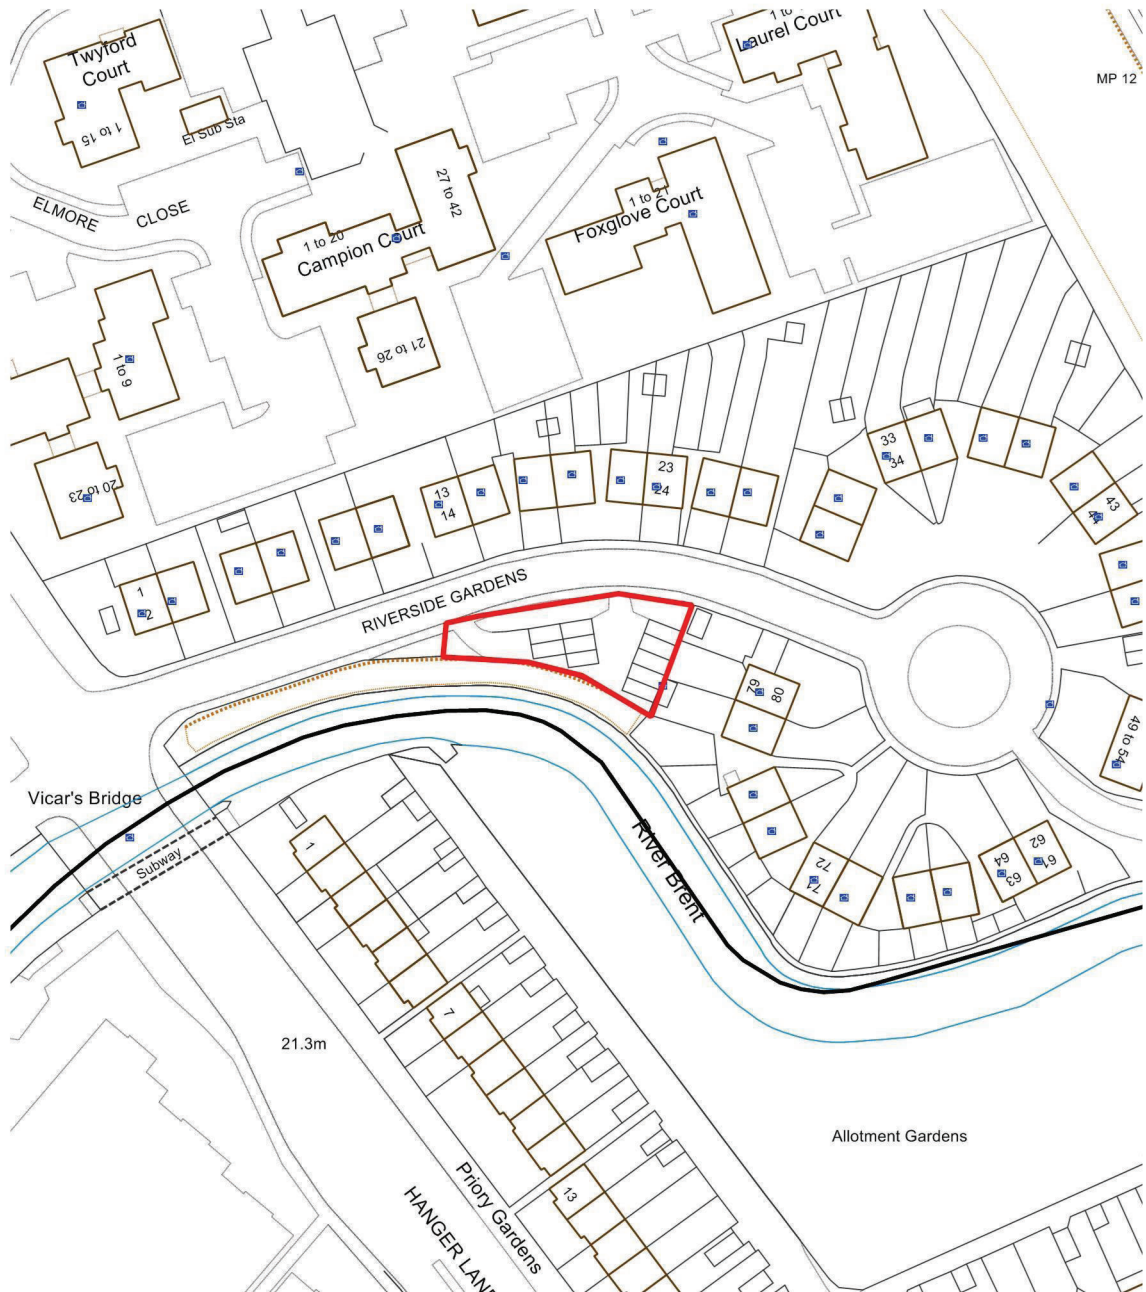 1 to
Laurel Court
Twyford
Court
MP 12
1 to 15
El Sub Sta
27 to 42
ELMORE
CLOSE
1 to 21
Foxglove Court
1 to 20
Campion Court
21 to 26
1 to 9
20 to 23
33
34
23
24
13
14
43
44
1
2
RIVERSIDE GARDENS
79
80
49 to 54
Vicar's Bridge
Subway
1
River Brent
72
71
62
61
64
63
7
21.3m
Allotment Gardens
Priory Gardens
13
HANGER LANE